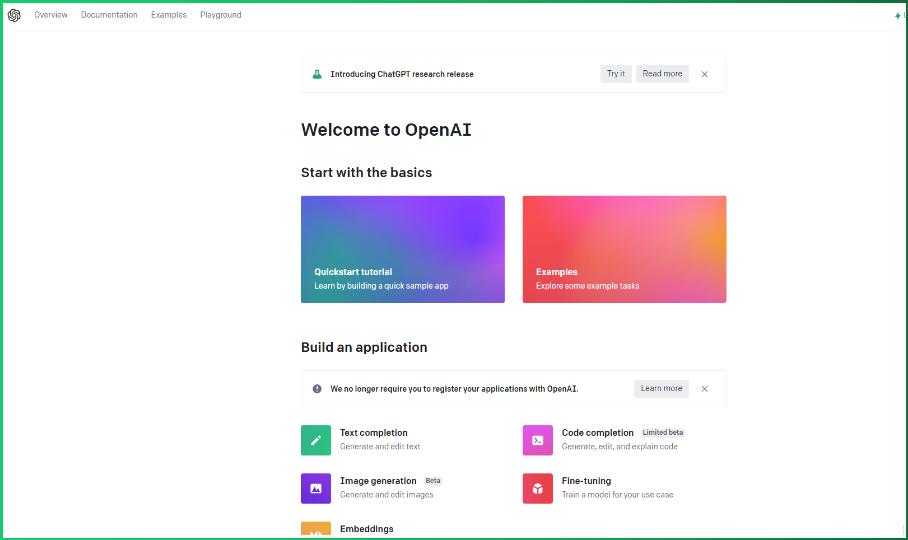 Overview Documentation Examples Playground
Introducing ChatGPT research release Try it Read more
Welcome to OpenAI
Start with the basics
Quickstart tutorial
Learn by building a quick sample app
Examples
Explore some example tasks
Build an application
We no longer require you to register your applications with OpenAI. Learn more
Text completion
Generate and edit text
Code completion Limited beta
Generate, edit, and explain code
Image generation Beta
Generate and edit images
Fine-tuning
Train a model for your use case
Embeddings